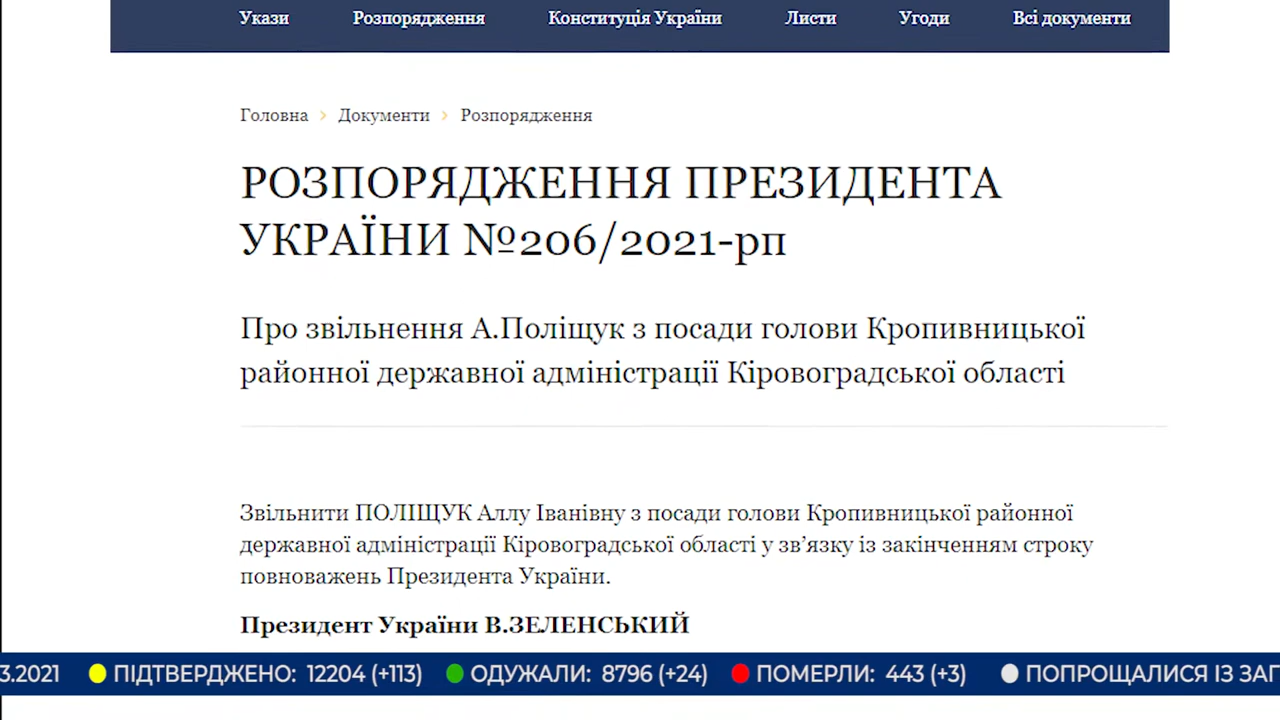 Укази Розпорядження Конституція України Листи Угоди Всі документи
Головна > Документи > Розпорядження
РОЗПОРЯДЖЕННЯ ПРЕЗИДЕНТА
УКРАЇНИ №206/2021-рп
Про звільнення А.Поліщук з посади голови Кропивницької
районної державної адміністрації Кіровоградської області
Звільнити ПОЛІЩУК Аллу Іванівну з посади голови Кропивницької районної
державної адміністрації Кіровоградської області у зв’язку із закінченням строку
повноважень Президента України.
Президент України В.ЗЕЛЕНСЬКИЙ
3.2021 ПІДТВЕРДЖЕНО: 12204 (+113) ОДУЖАЛИ: 8796 (+24) ПОМЕРЛИ: 443 (+3) ПОПРОЩАЛИСЯ ІЗ ЗАГ